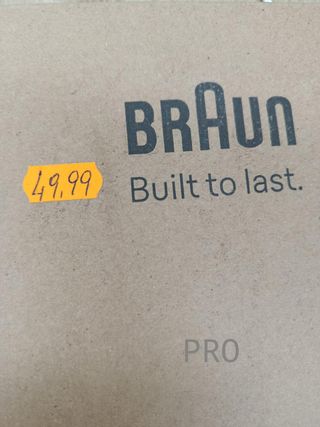 BRAUN
49,99
Built to last.
PRO